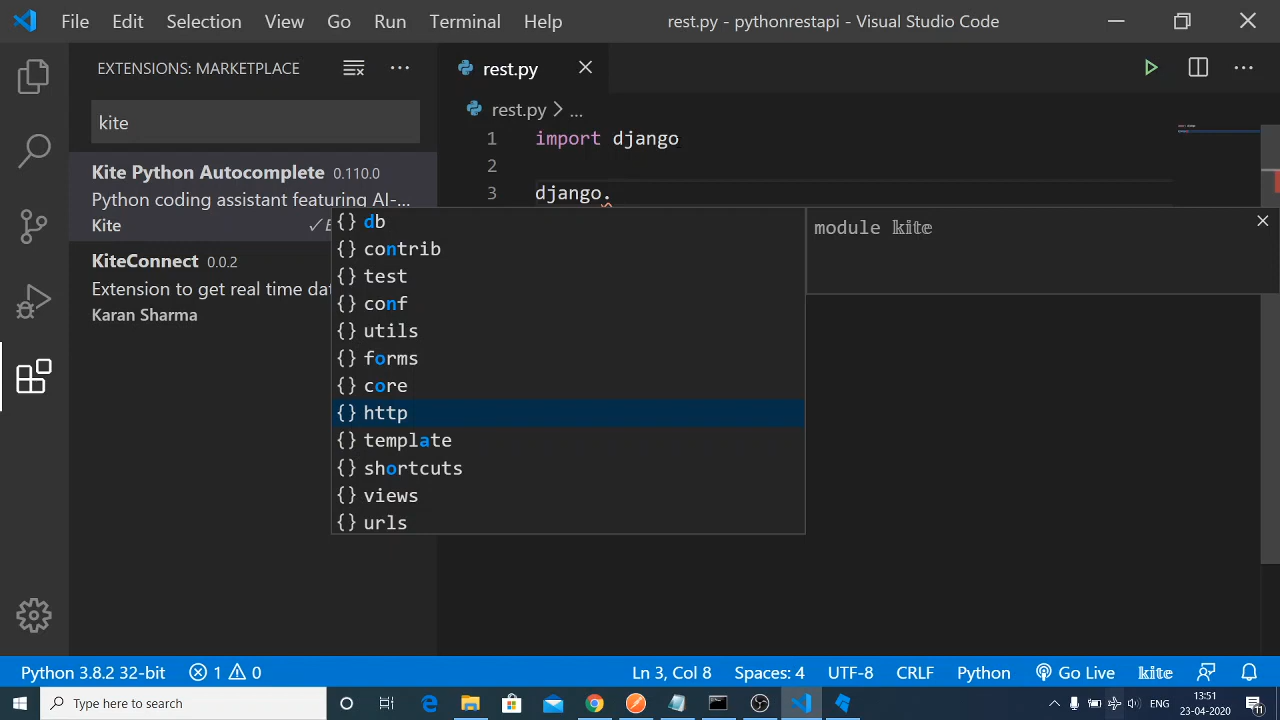 File Edit Selection View Go Run Terminal Help rest.py - pythonrestapi - Visual Studio Code
EXTENSIONS: MARKETPLACE
kite
Kite Python Autocomplete 0.110.0
Python coding assistant featuring AI-...
Kite
KiteConnect 0.0.2
Extension to get real time dat
Karan Sharma
rest.py
rest.py > ...
1 import django
2
3 django.
{} db
{} contrib
{} test
{} conf
{} utils
{} forms
{} core
{} http
{} template
{} shortcuts
{} views
{} urls
module kite
Python 3.8.2 32-bit 1 0 Ln 3, Col 8 Spaces: 4 UTF-8 CRLF Python Go Live kite
Type here to search
ENG
13:51
23-04-2020